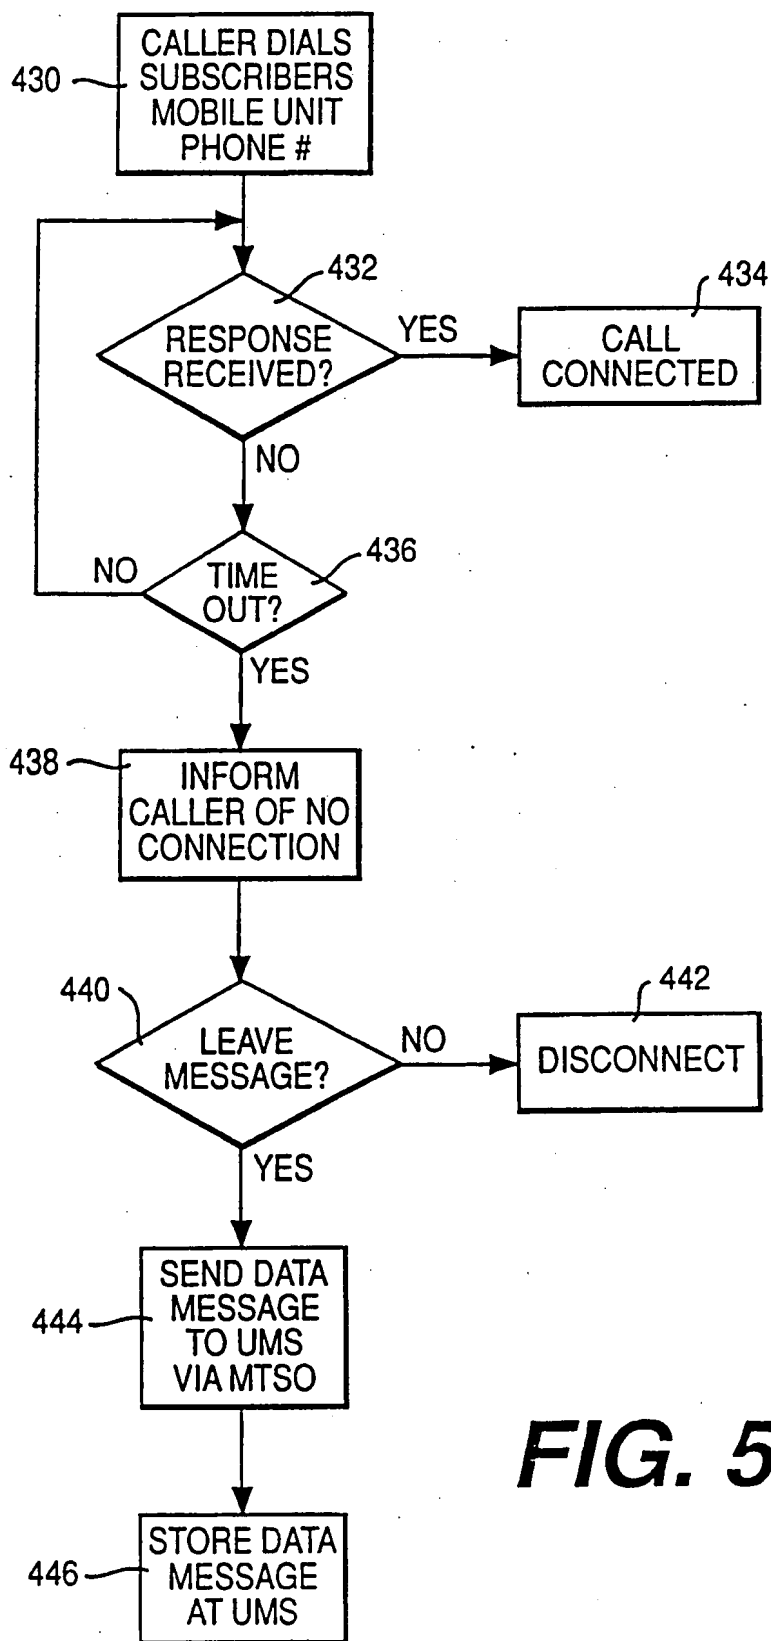 CALLER DIALS
SUBSCRIBERS
MOBILE UNIT
PHONE #
430
432
RESPONSE
RECEIVED?
YES
434
CALL
CONNECTED
NO
436
TIME
OUT?
NO
YES
438
INFORM
CALLER OF NO
CONNECTION
440
LEAVE
MESSAGE?
NO
442
DISCONNECT
YES
444
SEND DATA
MESSAGE
TO UMS
VIA MTSO
446
STORE DATA
MESSAGE
AT UMS
FIG. 5